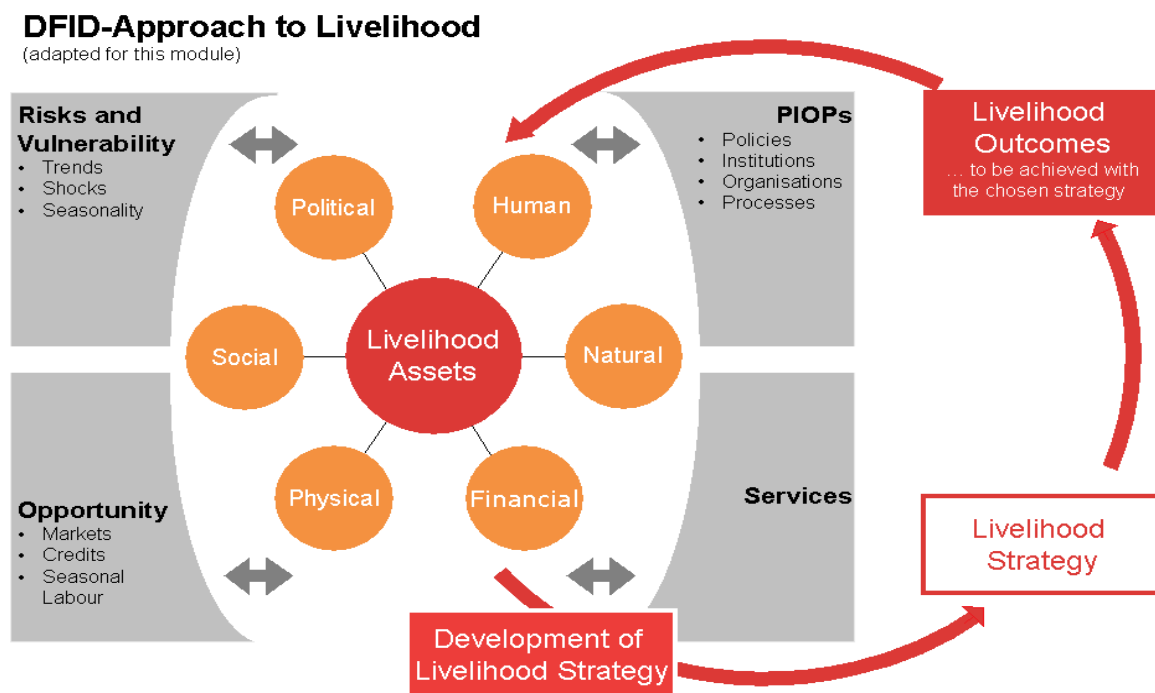 DFID-Approach to Livelihood
(adapted for this module)
Risks and
Vulnerability
• Trends
• Shocks
• Seasonality
PIOPs
• Policies
• Institutions
• Organisations
• Processes
Livelihood
Outcomes
... to be achieved with
the chosen strategy
Political
Human
Social
Livelihood
Assets
Natural
Physical
Financial
Opportunity
• Markets
• Credits
• Seasonal
Labour
Services
Livelihood
Strategy
Development of
Livelihood Strategy